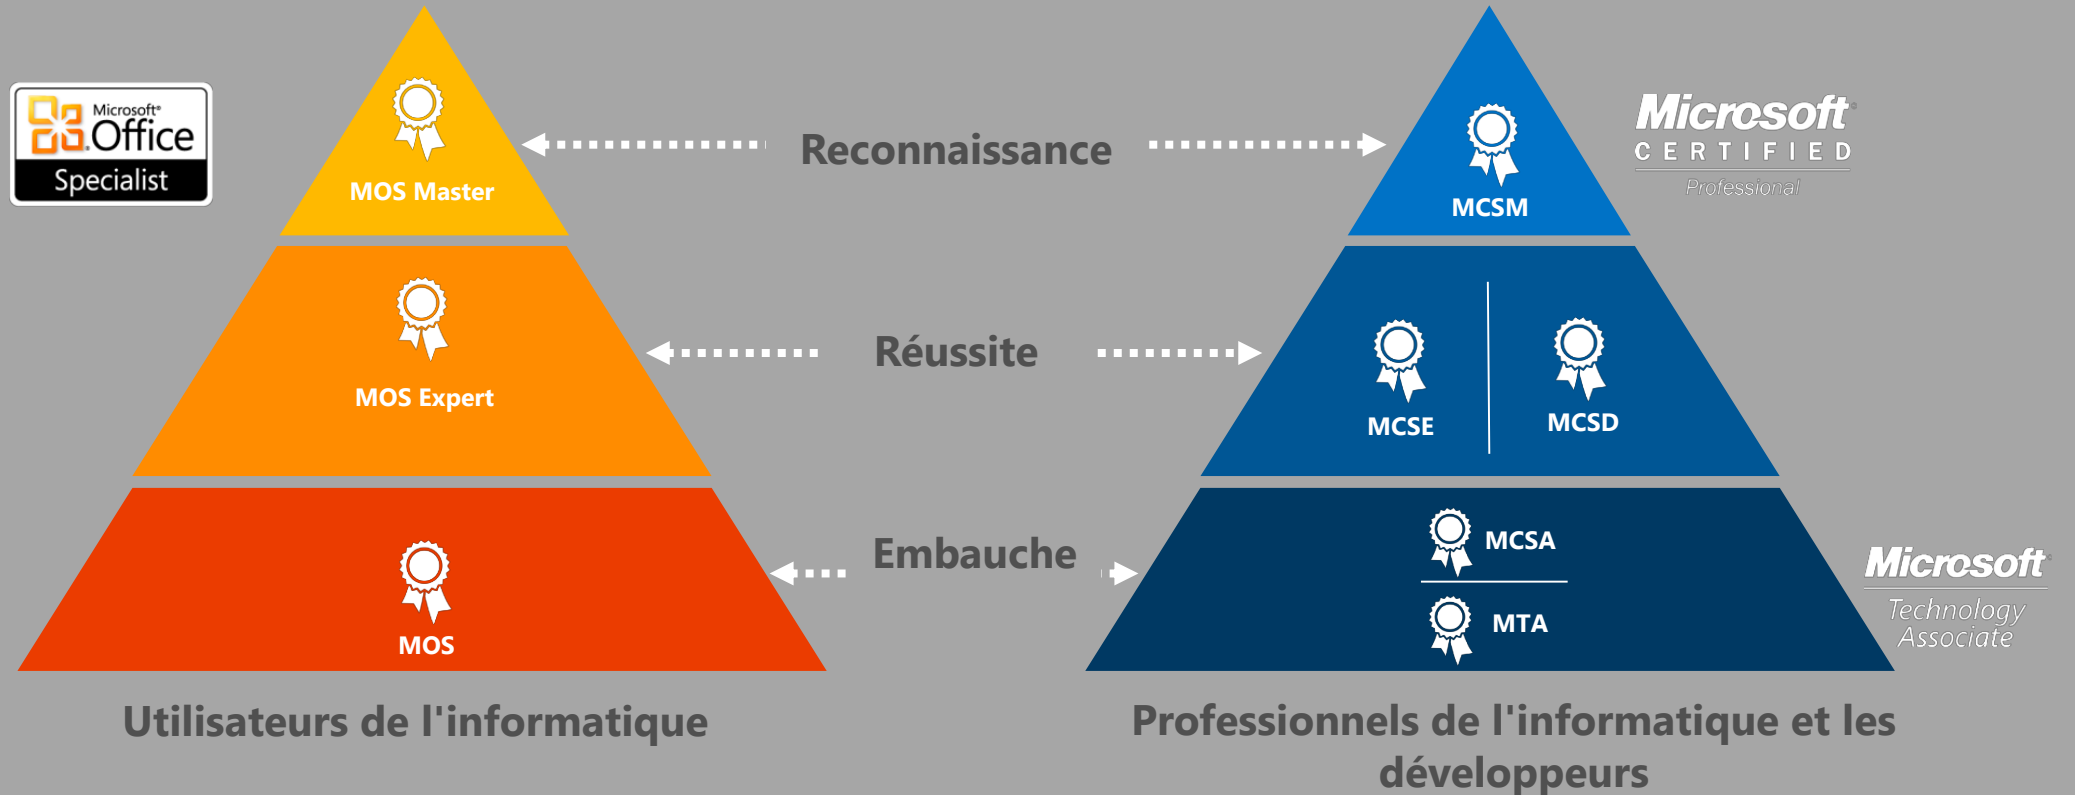 Microsoft®
Office
Specialist
MOS Master
MOS Expert
MOS
Utilisateurs de l'informatique
Reconnaissance
Réussite
Embauche
MCSM
MCSE
MCSD
MCSA
MTA
Professionnels de l'informatique et les
développeurs
Microsoft
CERTIFIED
Professional
Microsoft
Technology
Associate